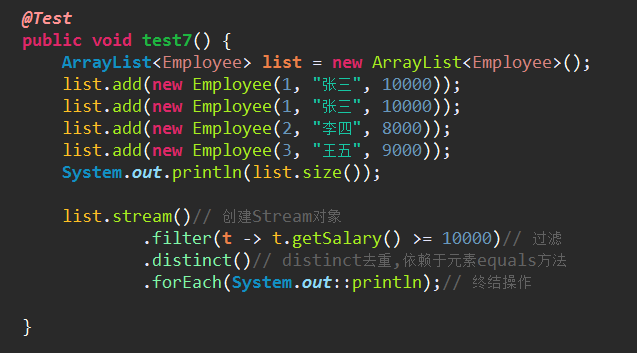 @Test
public void test7() {
    ArrayList<Employee> list = new ArrayList<Employee>();
    list.add(new Employee(1, "张三", 10000));
    list.add(new Employee(1, "张三", 10000));
    list.add(new Employee(2, "李四", 8000));
    list.add(new Employee(3, "王五", 9000));
    System.out.println(list.size());

    list.stream()// 创建Stream对象
            .filter(t -> t.getSalary() >= 10000)// 过滤
            .distinct()// distinct去重,依赖于元素equals方法
            .forEach(System.out::println);// 终结操作

}